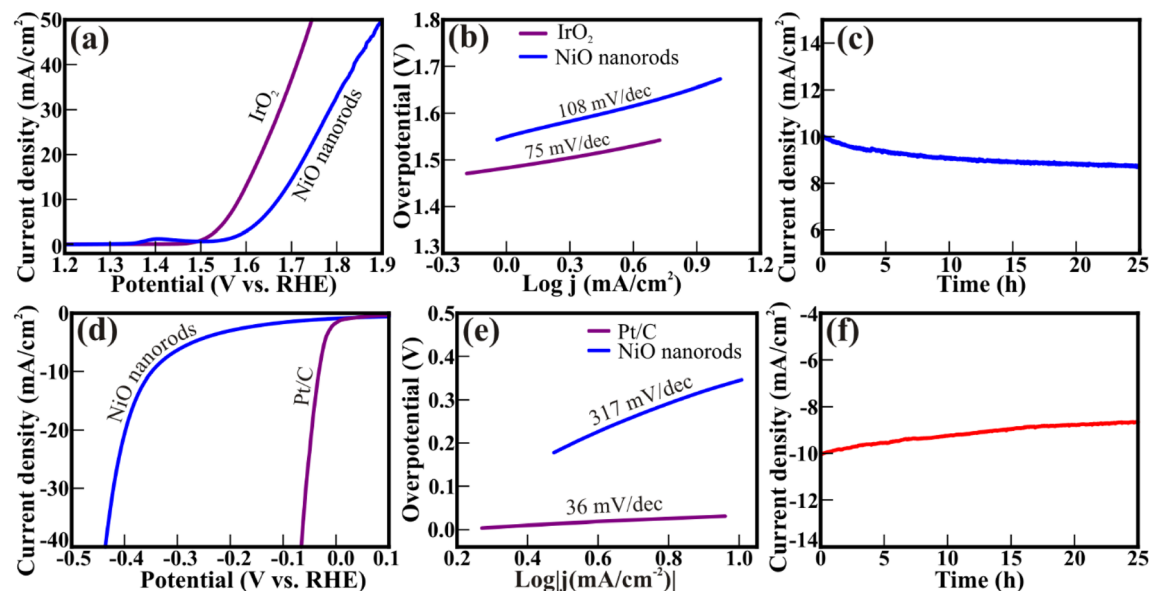 (a)
Current density (mA/cm²)
50
40
30
20
10
0
IrO₂
NiO nanorods
1.2 1.3 1.4 1.5 1.6 1.7 1.8 1.9
Potential (V vs. RHE)
(b)
Overpotential (V)
1.8
1.7
1.6
1.5
1.4
1.3
IrO₂
NiO nanorods
108 mV/dec
75 mV/dec
-0.3 0.0 0.3 0.6 0.9 1.2
Log j (mA/cm²)
(c)
Current density (mA/cm²)
14
12
10
8
6
0 5 10 15 20 25
Time (h)
(d)
Current density (mA/cm²)
0
-10
-20
-30
-40
NiO nanorods
Pt/C
-0.5 -0.4 -0.3 -0.2 -0.1 0.0 0.1
Potential (V vs. RHE)
(e)
Overpotential (V)
0.5
0.4
0.3
0.2
0.1
0.0
Pt/C
NiO nanorods
317 mV/dec
36 mV/dec
0.2 0.4 0.6 0.8 1.0
Log|j(mA/cm⁻²)|
(f)
Current density (mA/cm²)
-4
-6
-8
-10
-12
-14
0 5 10 15 20 25
Time (h)